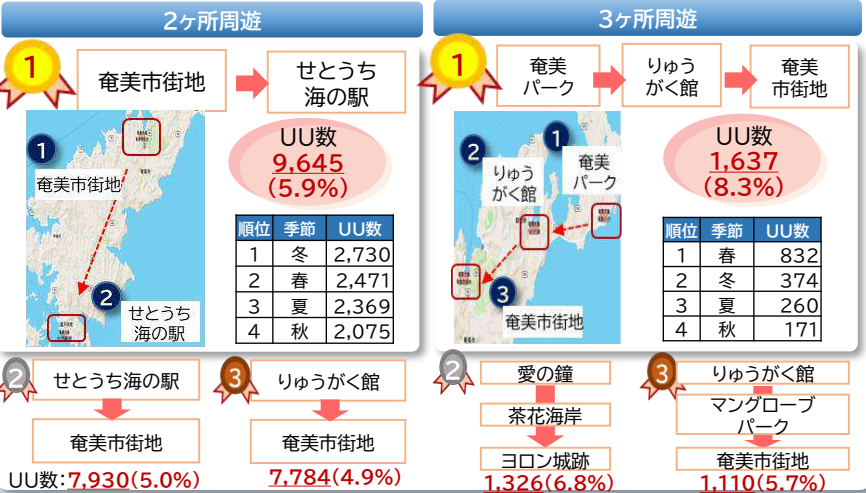 2ヶ所周遊
1
奄美市街地
せとうち
海の駅
1
奄美市街地
2
せとうち
海の駅
UU数
9,645
(5.9%)
順位 季節 UU数
1 冬 2,730
2 春 2,471
3 夏 2,369
4 秋 2,075
2
せとうち海の駅
奄美市街地
UU数:7,930(5.0%)
3
りゅうがく館
奄美市街地
7,784(4.9%)
3ヶ所周遊
1
奄美
パーク
りゅう
がく館
奄美
市街地
2
りゅう
がく館
1
奄美
パーク
3
奄美市街地
UU数
1,637
(8.3%)
順位 季節 UU数
1 春 832
2 冬 374
3 夏 260
4 秋 171
2
愛の鐘
茶花海岸
ヨロン城跡
1,326(6.8%)
3
りゅうがく館
マングローブ
パーク
奄美市街地
1,110(5.7%)